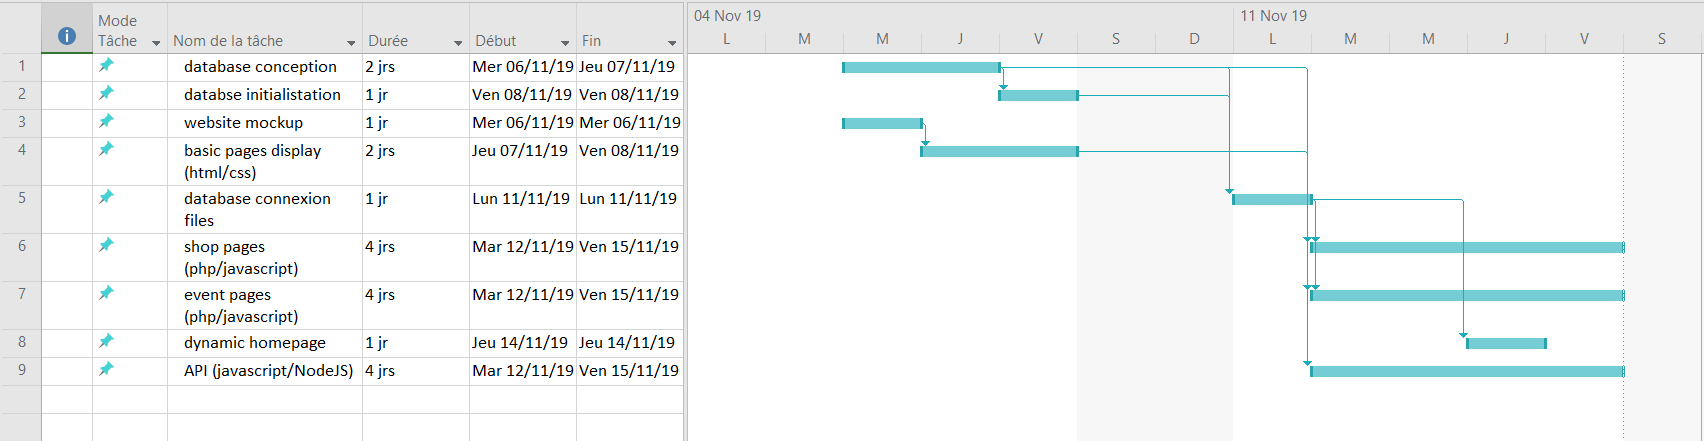 04 Nov 19 11 Nov 19
Mode Tâche Nom de la tâche Durée Début Fin
L M M J V S D L M M J V S
1 database conception 2 jrs Mer 06/11/19 Jeu 07/11/19
2 databse initialistation 1 jr Ven 08/11/19 Ven 08/11/19
3 website mockup 1 jr Mer 06/11/19 Mer 06/11/19
4 basic pages display 2 jrs Jeu 07/11/19 Ven 08/11/19
(html/css)
5 database connexion 1 jr Lun 11/11/19 Lun 11/11/19
files
6 shop pages 4 jrs Mar 12/11/19 Ven 15/11/19
(php/javascript)
7 event pages 4 jrs Mar 12/11/19 Ven 15/11/19
(php/javascript)
8 dynamic homepage 1 jr Jeu 14/11/19 Jeu 14/11/19
9 API (javascript/NodeJS) 4 jrs Mar 12/11/19 Ven 15/11/19